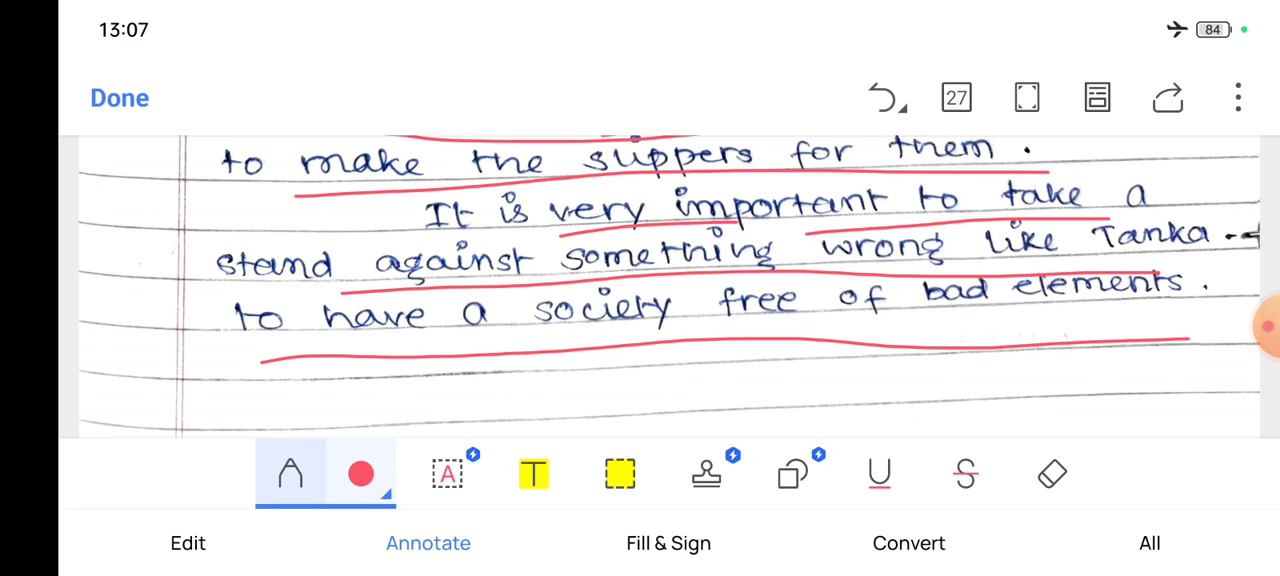 13:07
84
Done
27
to make the slippers for them.
It is very important to take a
stand against something wrong like Tanka --
to have a society free of bad elements.
A
T
U
S
Edit
Annotate
Fill & Sign
Convert
All